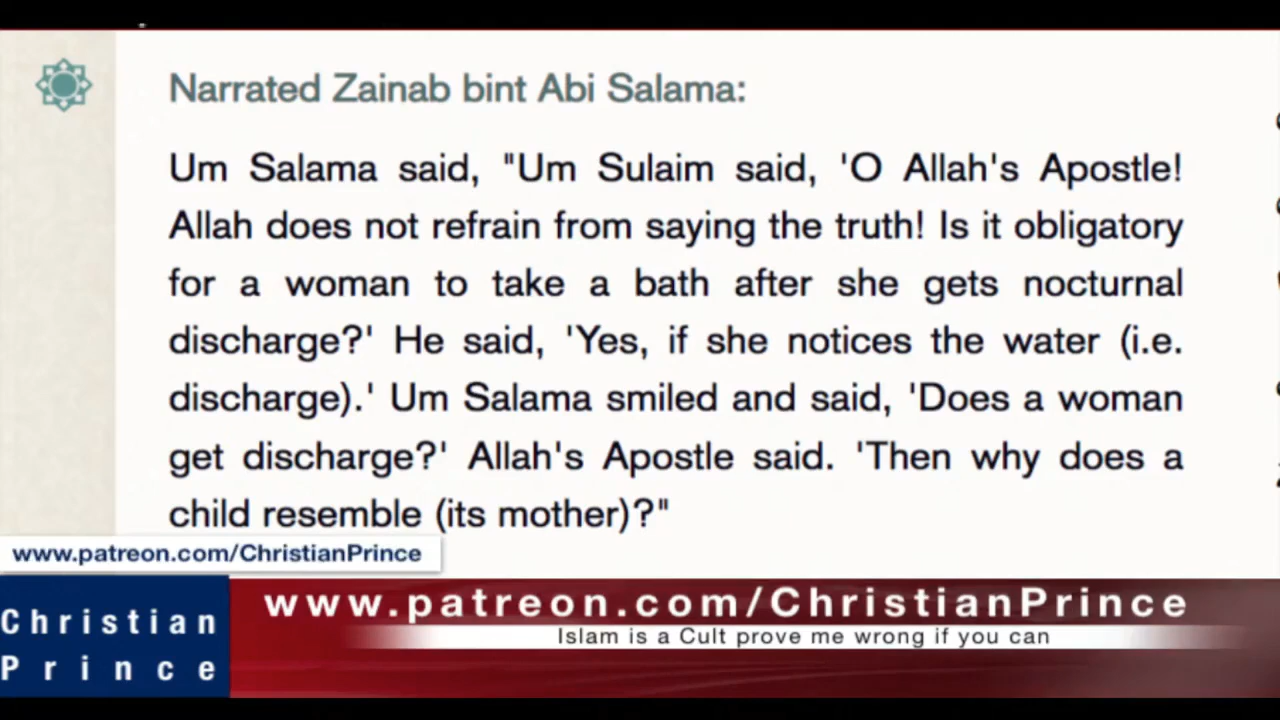 Narrated Zainab bint Abi Salama:
Um Salama said, "Um Sulaim said, 'O Allah's Apostle!
Allah does not refrain from saying the truth! Is it obligatory
for a woman to take a bath after she gets nocturnal
discharge?' He said, 'Yes, if she notices the water (i.e.
discharge).' Um Salama smiled and said, 'Does a woman
get discharge?' Allah's Apostle said. 'Then why does a
child resemble (its mother)?"
www.patreon.com/ChristianPrince
Christian
Prince
www.patreon.com/ChristianPrince
Islam is a Cult prove me wrong if you can